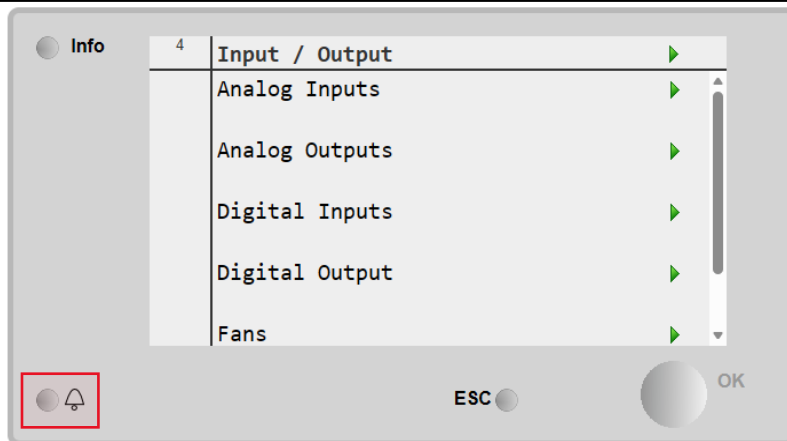 Info
4 Input / Output
Analog Inputs
Analog Outputs
Digital Inputs
Digital Output
Fans
ESC
OK